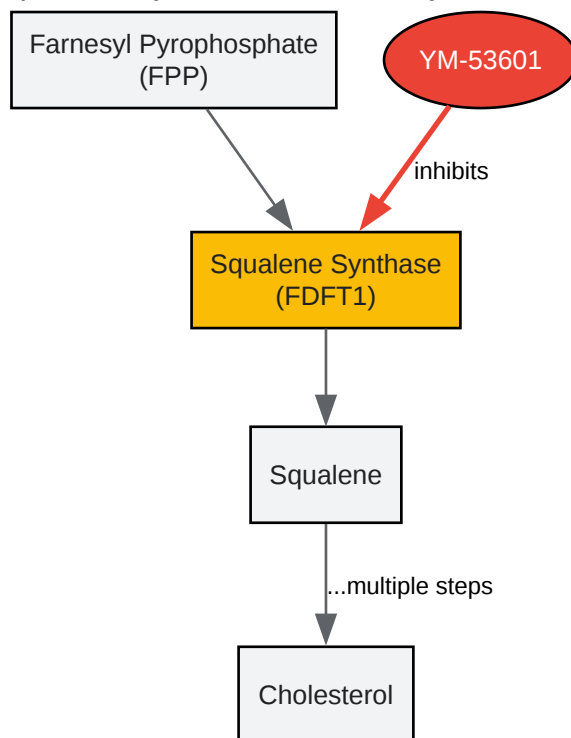 Farnesyl Pyrophosphate
(FPP)
YM-53601
inhibits
Squalene Synthase
(FDFT1)
Squalene
...multiple steps
Cholesterol